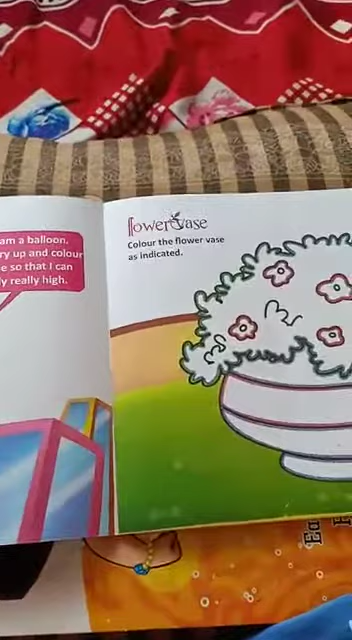 am a balloon.
ry up and colour
e so that I can
y really high.
flower vase
Colour the flower vase
as indicated.